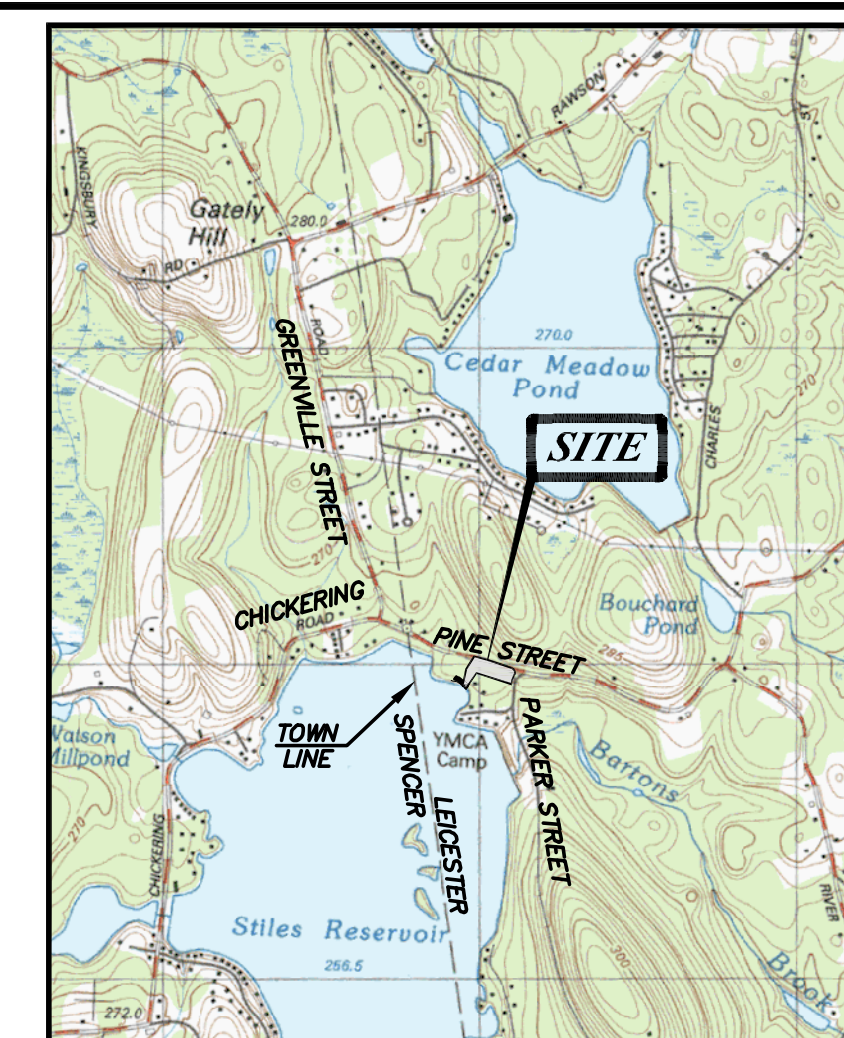 RAWSON
ST
KINGSBURY
Gately
Hill
280.0
RD
ROAD
270.0
Cedar Meadow
Pond
GREENVILLE STREET
SITE
270
CHARLES
270
CHICKERING
ROAD
Bouchard
Pond
PINE STREET
285
TOWN
LINE
SPENCER
LEICESTER
YMCA
Camp
PARKER STREET
Watson
Millpond
Bartons
270
CHICKERING
RIVER
Stiles Reservoir
256.5
300
Brook
272.0